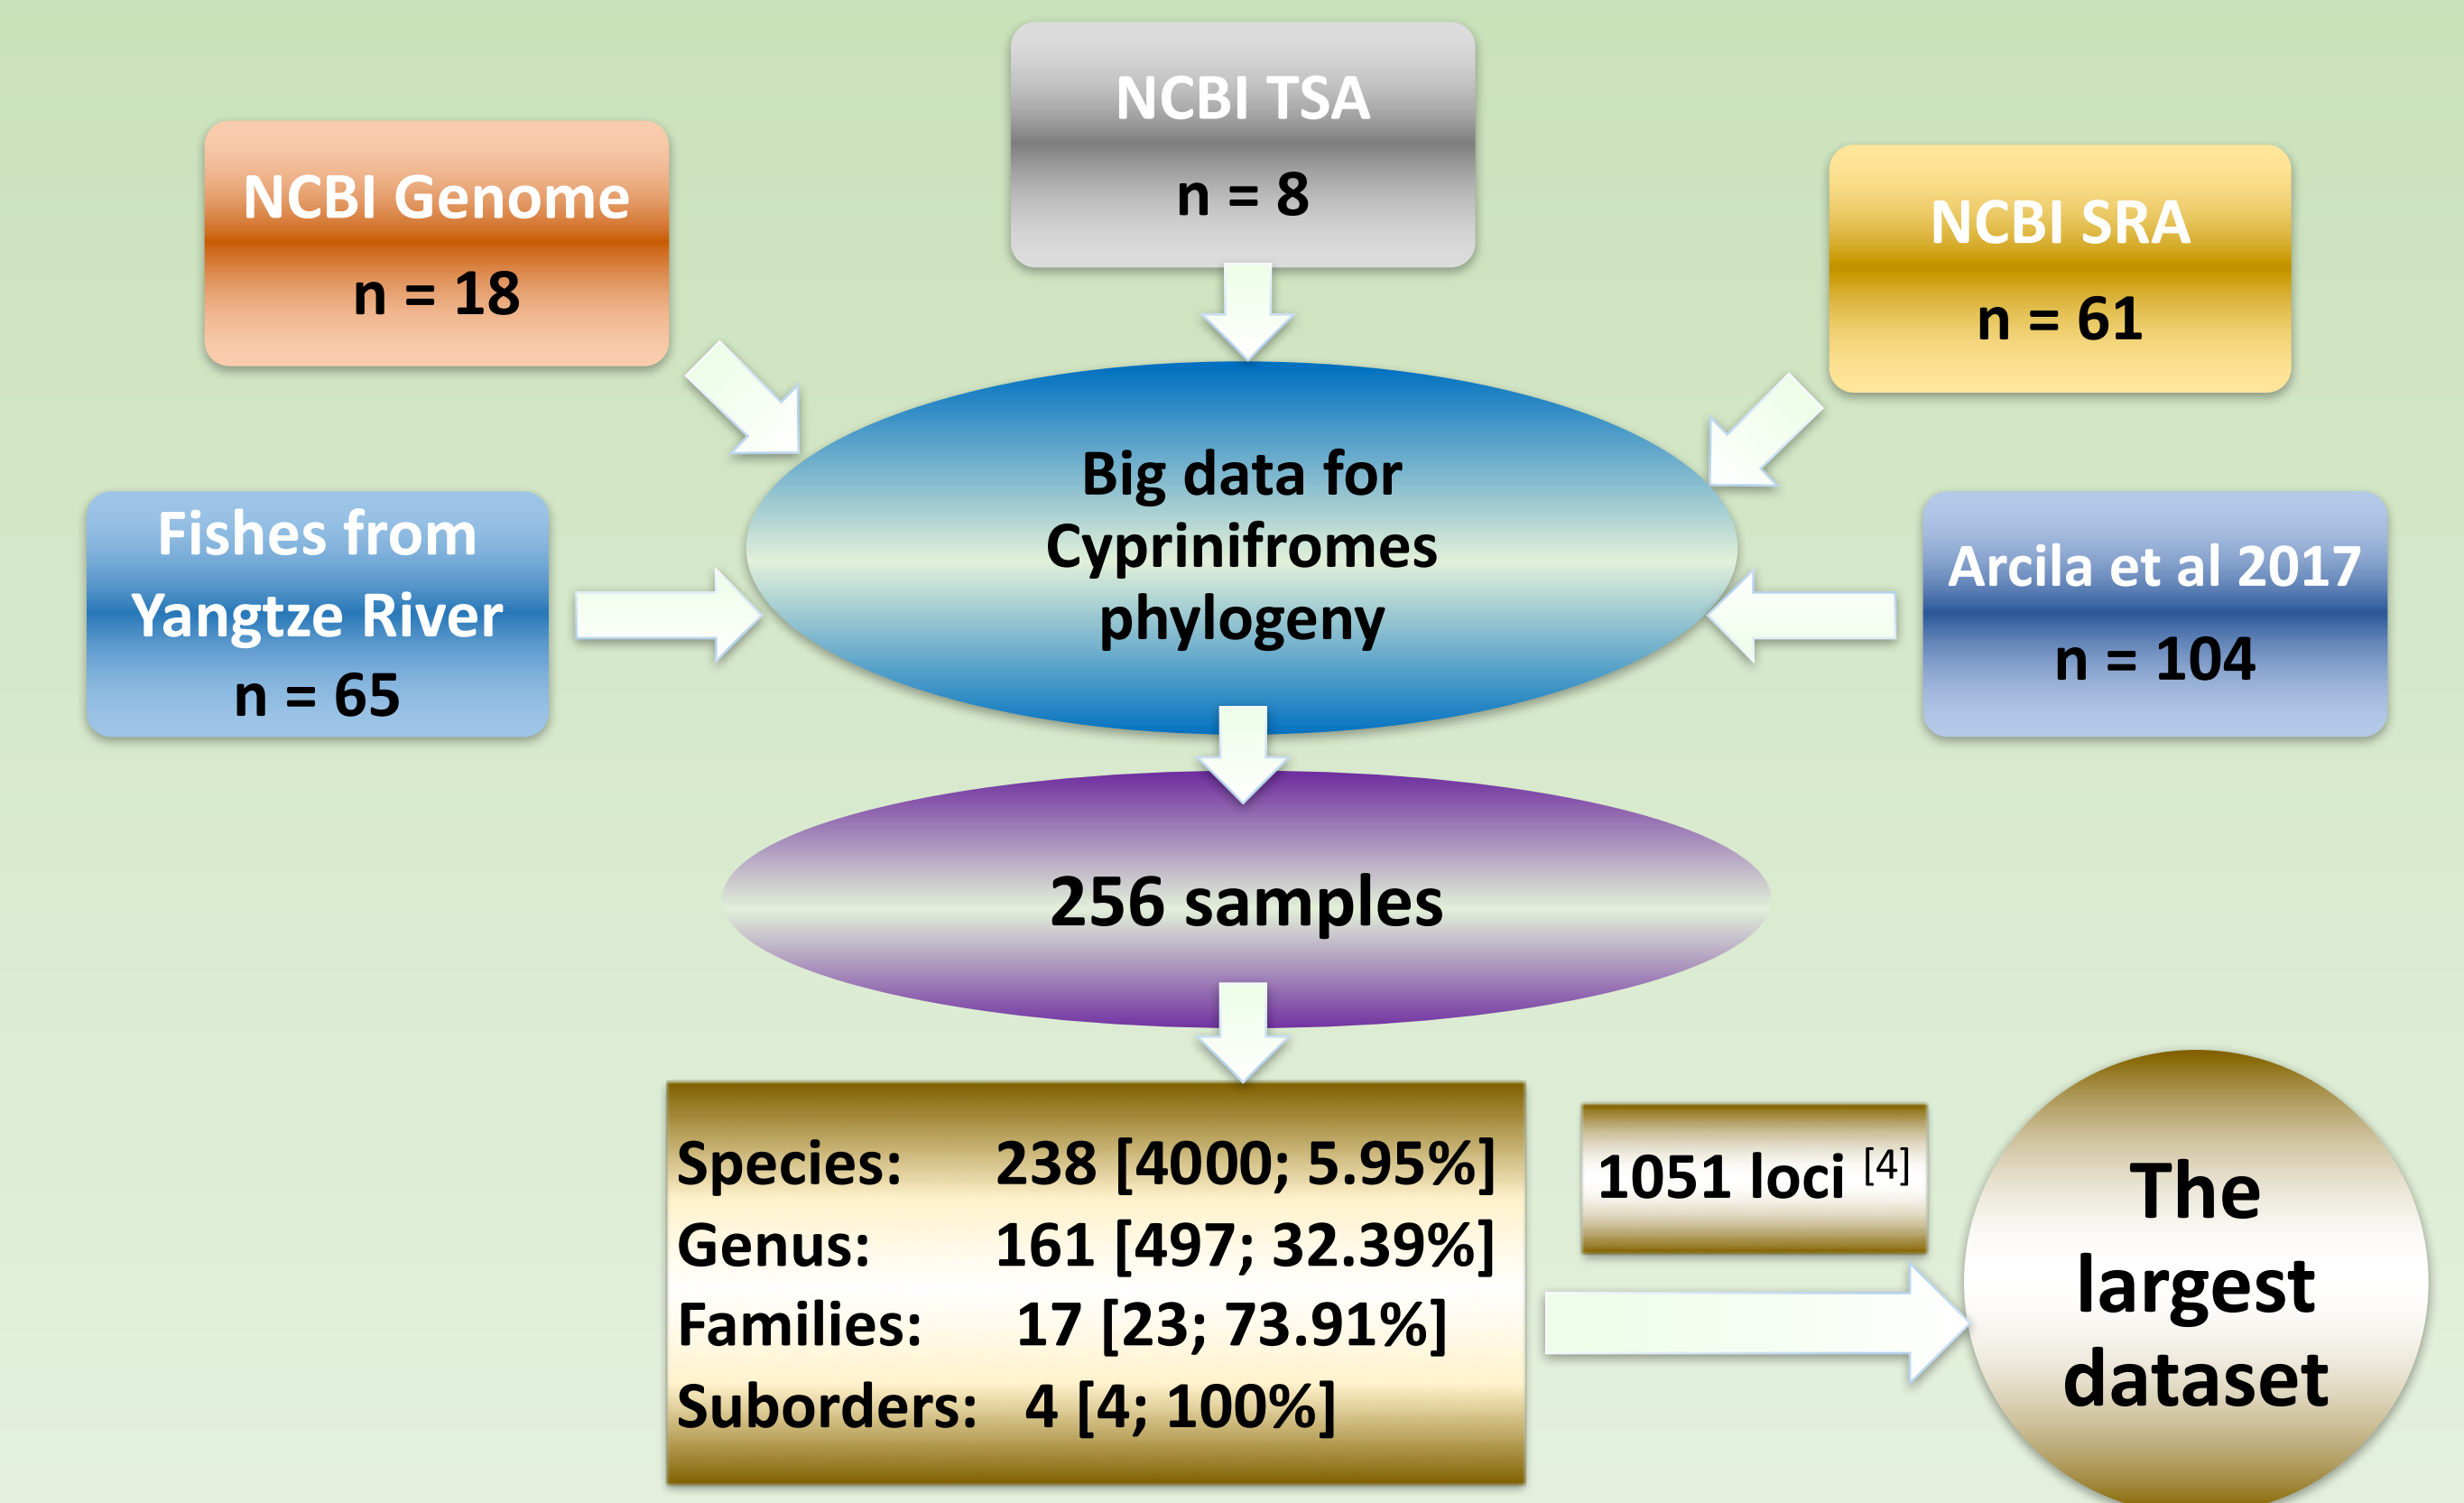 NCBI TSA
n = 8
NCBI Genome
n = 18
NCBI SRA
n = 61
Fishes from
Yangtze River
n = 65
Big data for
Cyprinifromes
phylogeny
Arcila et al 2017
n = 104
256 samples
Species: 238 [4000; 5.95%]
Genus: 161 [497; 32.39%]
Families: 17 [23; 73.91%]
Suborders: 4 [4; 100%]
1051 loci [4]
The
largest
dataset